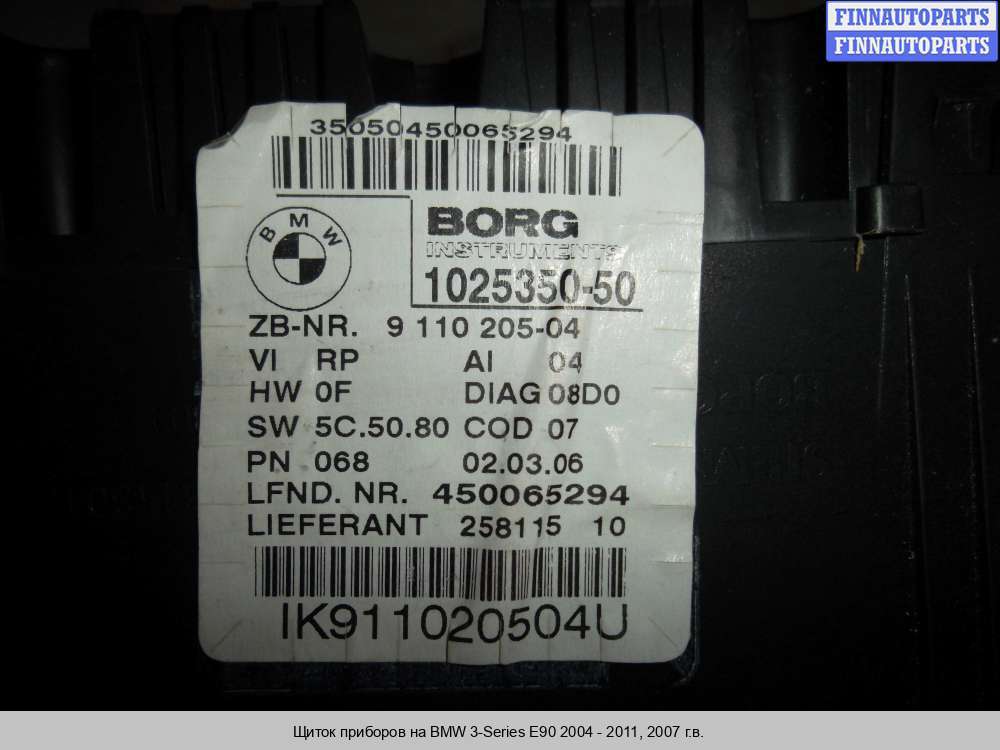 FINNAUTOPARTS
FINNAUTOPARTS
35050450065294
BMW
BORG
INSTRUMENTS
1025350-50
ZB-NR. 9 110 205-04
VI RP AI 04
HW 0F DIAG 08D0
SW 5C.50.80 COD 07
PN 068 02.03.06
LFND. NR. 450065294
LIEFERANT 258115 10
IK911020504U
Щиток приборов на BMW 3-Series E90 2004 - 2011, 2007 г.в.